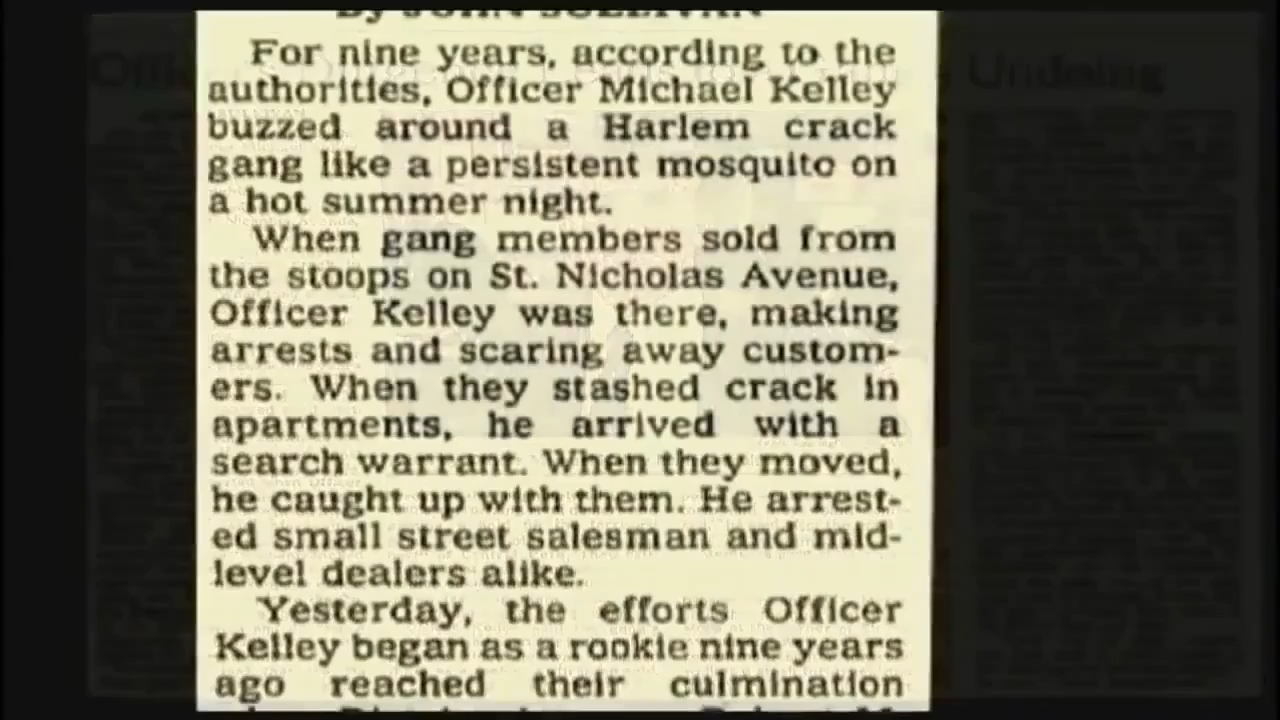 By JOHN SULLIVAN
For nine years, according to the
authorities, Officer Michael Kelley
buzzed around a Harlem crack
gang like a persistent mosquito on
a hot summer night.
When gang members sold from
the stoops on St. Nicholas Avenue,
Officer Kelley was there, making
arrests and scaring away custom-
ers. When they stashed crack in
apartments, he arrived with a
search warrant. When they moved,
he caught up with them. He arrest-
ed small street salesman and mid-
level dealers alike.
Yesterday, the efforts Officer
Kelley began as a rookie nine years
ago reached their culmination
Undoing